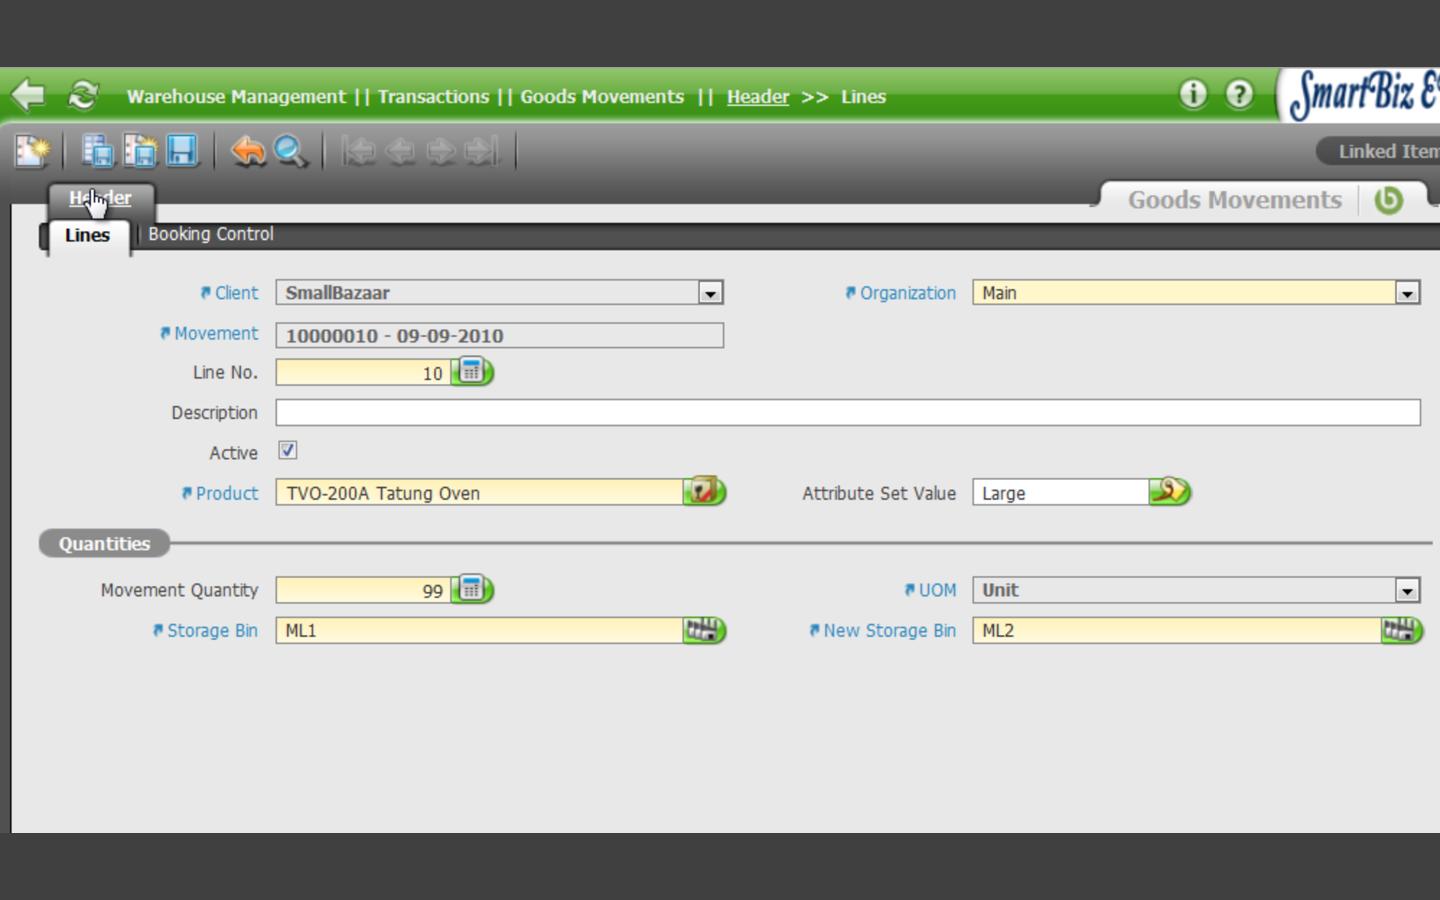 Warehouse Management || Transactions || Goods Movements || Header >> Lines
SmartBiz
Linked Item
Header
Goods Movements
Lines
Booking Control
Client
SmallBazaar
Organization
Main
Movement
10000010 - 09-09-2010
Line No.
10
Description
Active
Product
TVO-200A Tatung Oven
Attribute Set Value
Large
Quantities
Movement Quantity
99
UOM
Unit
Storage Bin
ML1
New Storage Bin
ML2